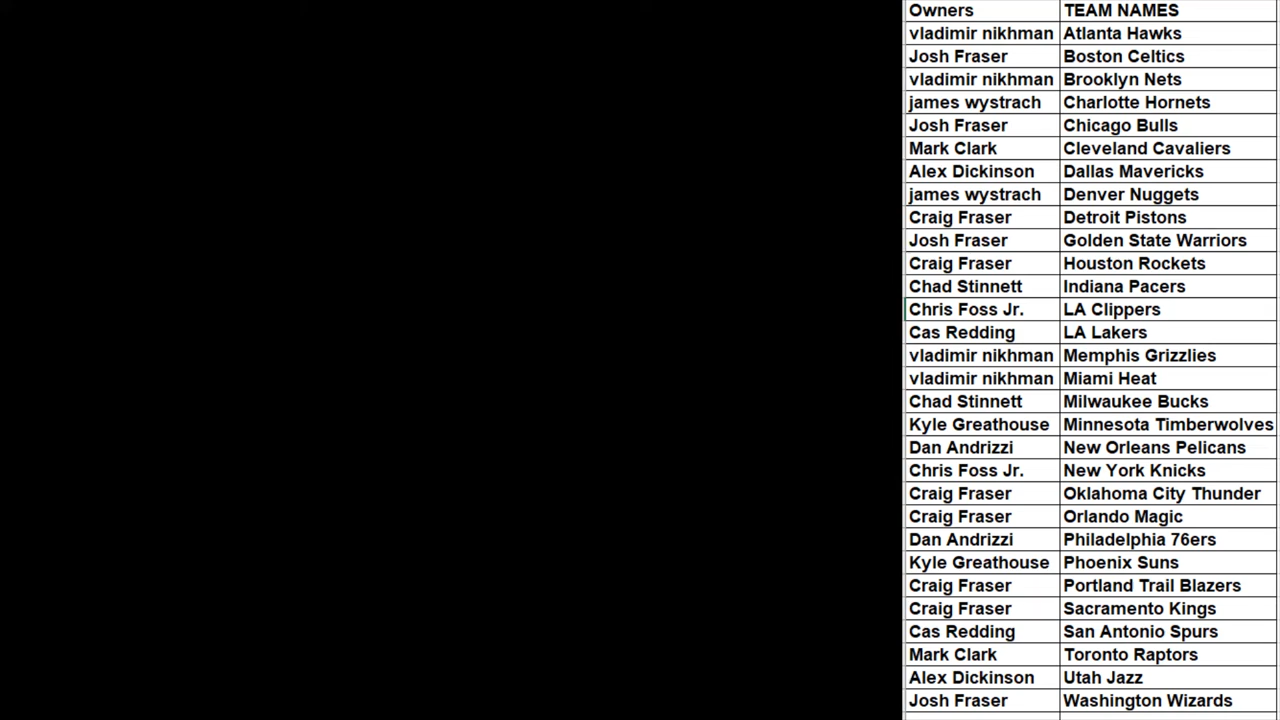 Owners TEAM NAMES
vladimir nikhman Atlanta Hawks
Josh Fraser Boston Celtics
vladimir nikhman Brooklyn Nets
james wystrach Charlotte Hornets
Josh Fraser Chicago Bulls
Mark Clark Cleveland Cavaliers
Alex Dickinson Dallas Mavericks
james wystrach Denver Nuggets
Craig Fraser Detroit Pistons
Josh Fraser Golden State Warriors
Craig Fraser Houston Rockets
Chad Stinnett Indiana Pacers
Chris Foss Jr. LA Clippers
Cas Redding LA Lakers
vladimir nikhman Memphis Grizzlies
vladimir nikhman Miami Heat
Chad Stinnett Milwaukee Bucks
Kyle Greathouse Minnesota Timberwolves
Dan Andrizzi New Orleans Pelicans
Chris Foss Jr. New York Knicks
Craig Fraser Oklahoma City Thunder
Craig Fraser Orlando Magic
Dan Andrizzi Philadelphia 76ers
Kyle Greathouse Phoenix Suns
Craig Fraser Portland Trail Blazers
Craig Fraser Sacramento Kings
Cas Redding San Antonio Spurs
Mark Clark Toronto Raptors
Alex Dickinson Utah Jazz
Josh Fraser Washington Wizards